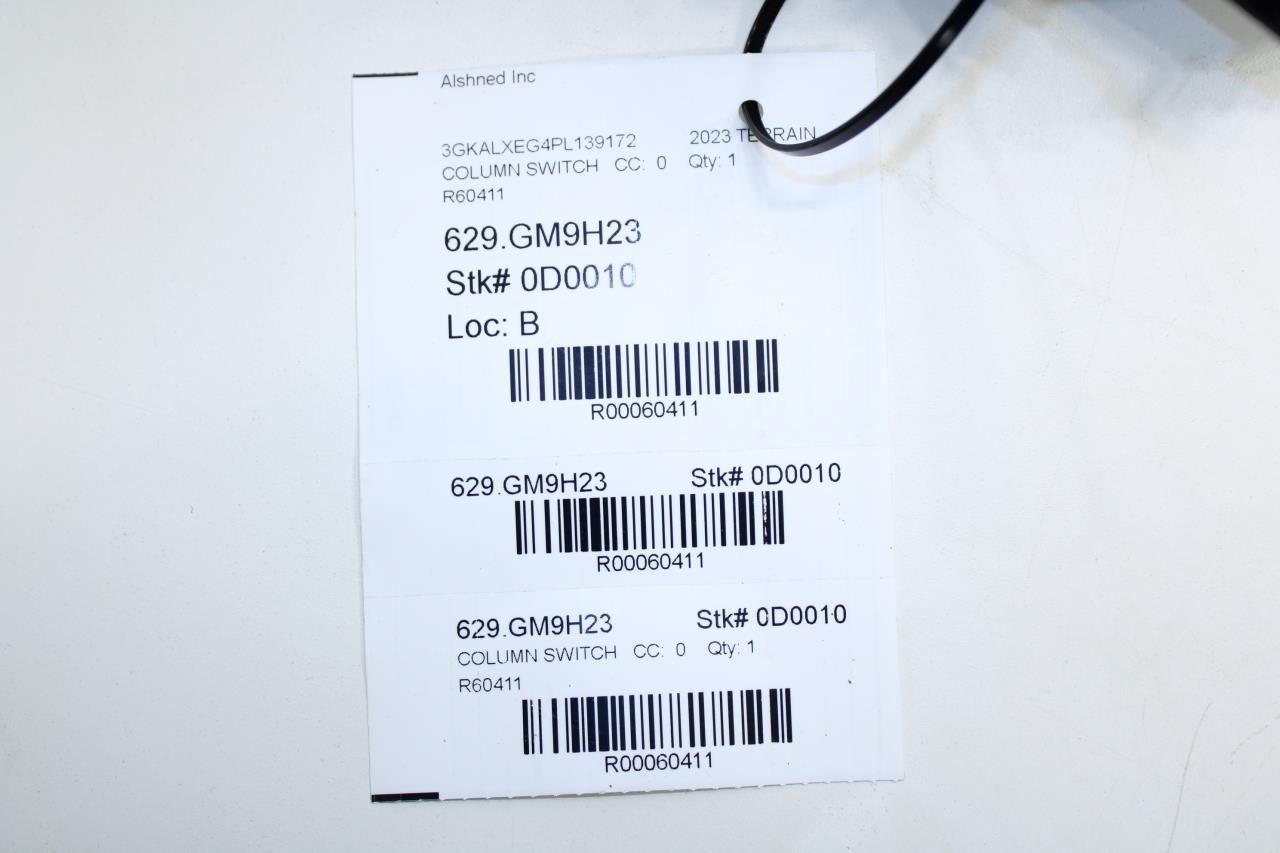 Alshned Inc
3GKALXEG4PL139172 2023 TERRAIN
COLUMN SWITCH CC: 0 Qty: 1
R60411
629.GM9H23
Stk# 0D0010
Loc: B
R00060411
629.GM9H23 Stk# 0D0010
R00060411
629.GM9H23 Stk# 0D0010
COLUMN SWITCH CC: 0 Qty: 1
R60411
R00060411